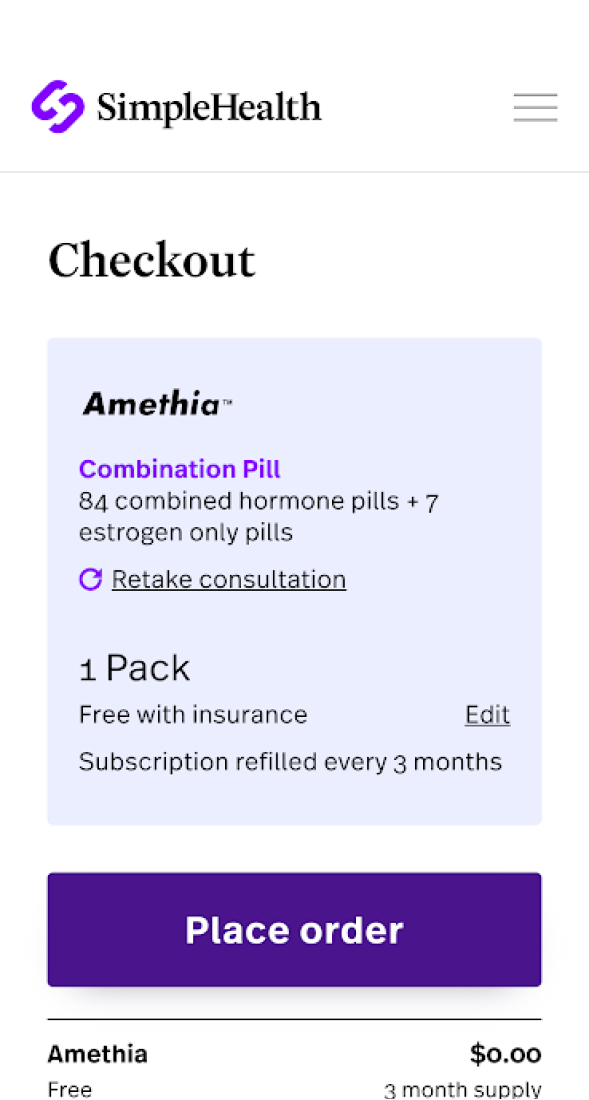 SimpleHealth
Checkout
Amethia™
Combination Pill
84 combined hormone pills + 7
estrogen only pills
Retake consultation
1 Pack
Free with insurance Edit
Subscription refilled every 3 months
Place order
Amethia $0.00
Free 3 month supply